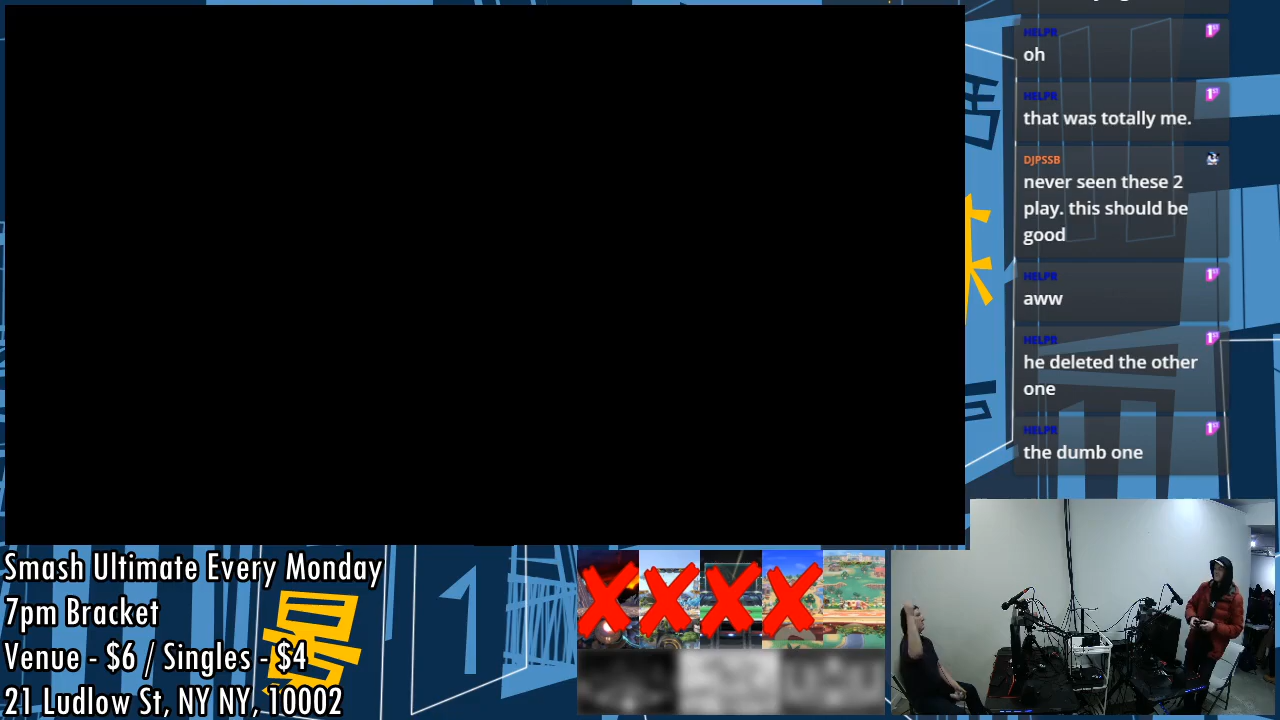 HELPR
oh
HELPR
that was totally me.
DJPSSB
never seen these 2
play. this should be
good
HELPR
aww
HELPR
he deleted the other
one
HELPR
the dumb one
Smash Ultimate Every Monday
7pm Bracket
Venue - $6 / Singles - $4
21 Ludlow St, NY NY, 10002
1